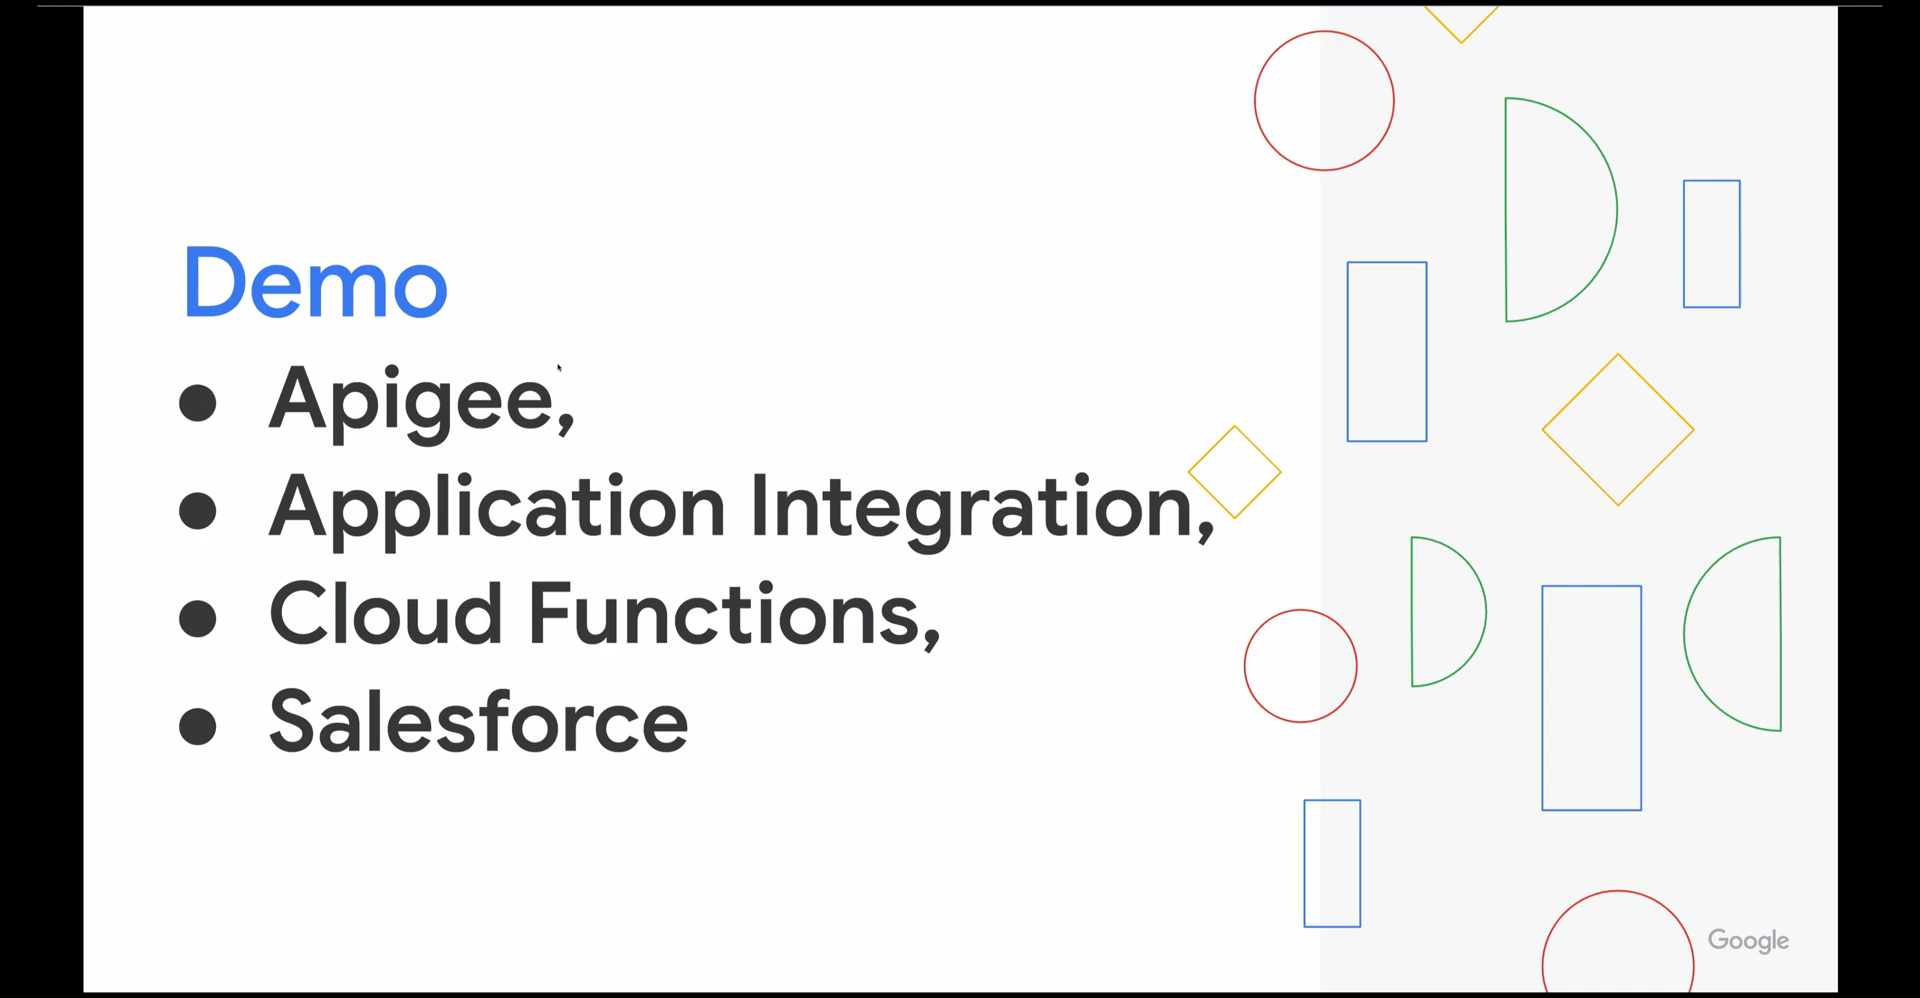 Demo
● Apigee,
● Application Integration,
● Cloud Functions,
● Salesforce
Google